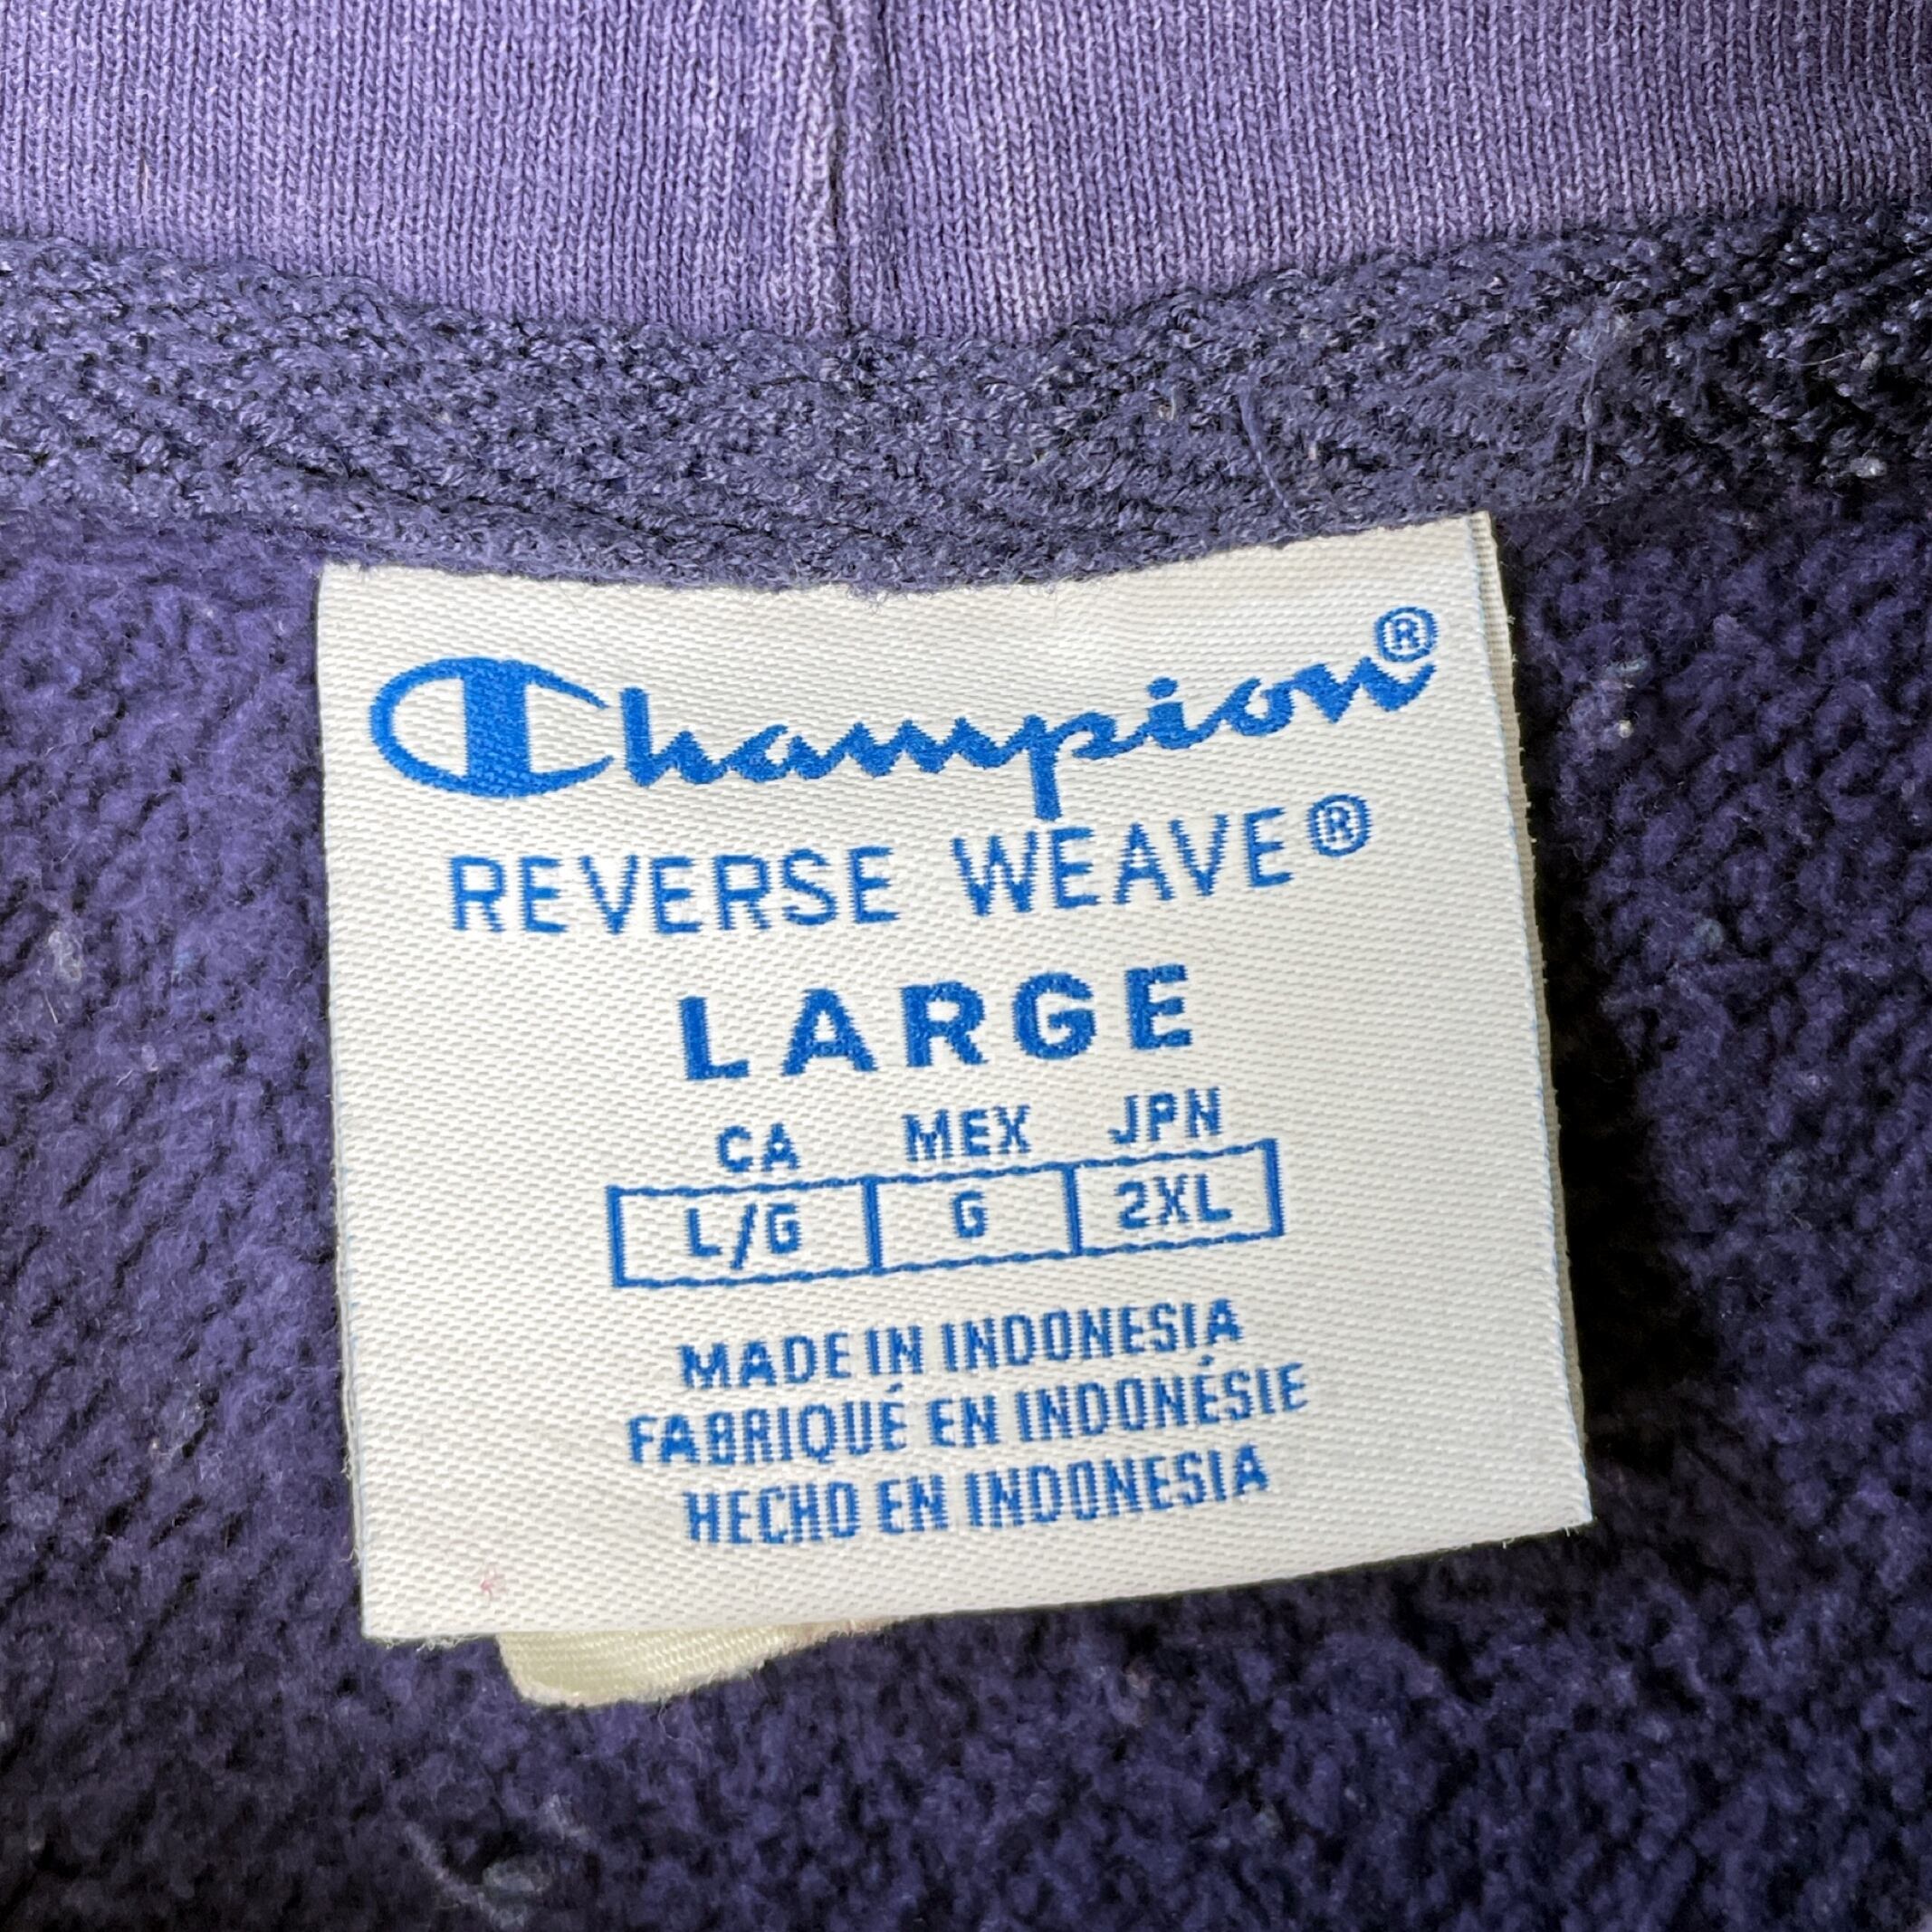 Champion®
REVERSE WEAVE®
LARGE
CA MEX JPN
L/G G 2XL
MADE IN INDONESIA
FABRIQUÉ EN INDONÉSIE
HECHO EN INDONESIA